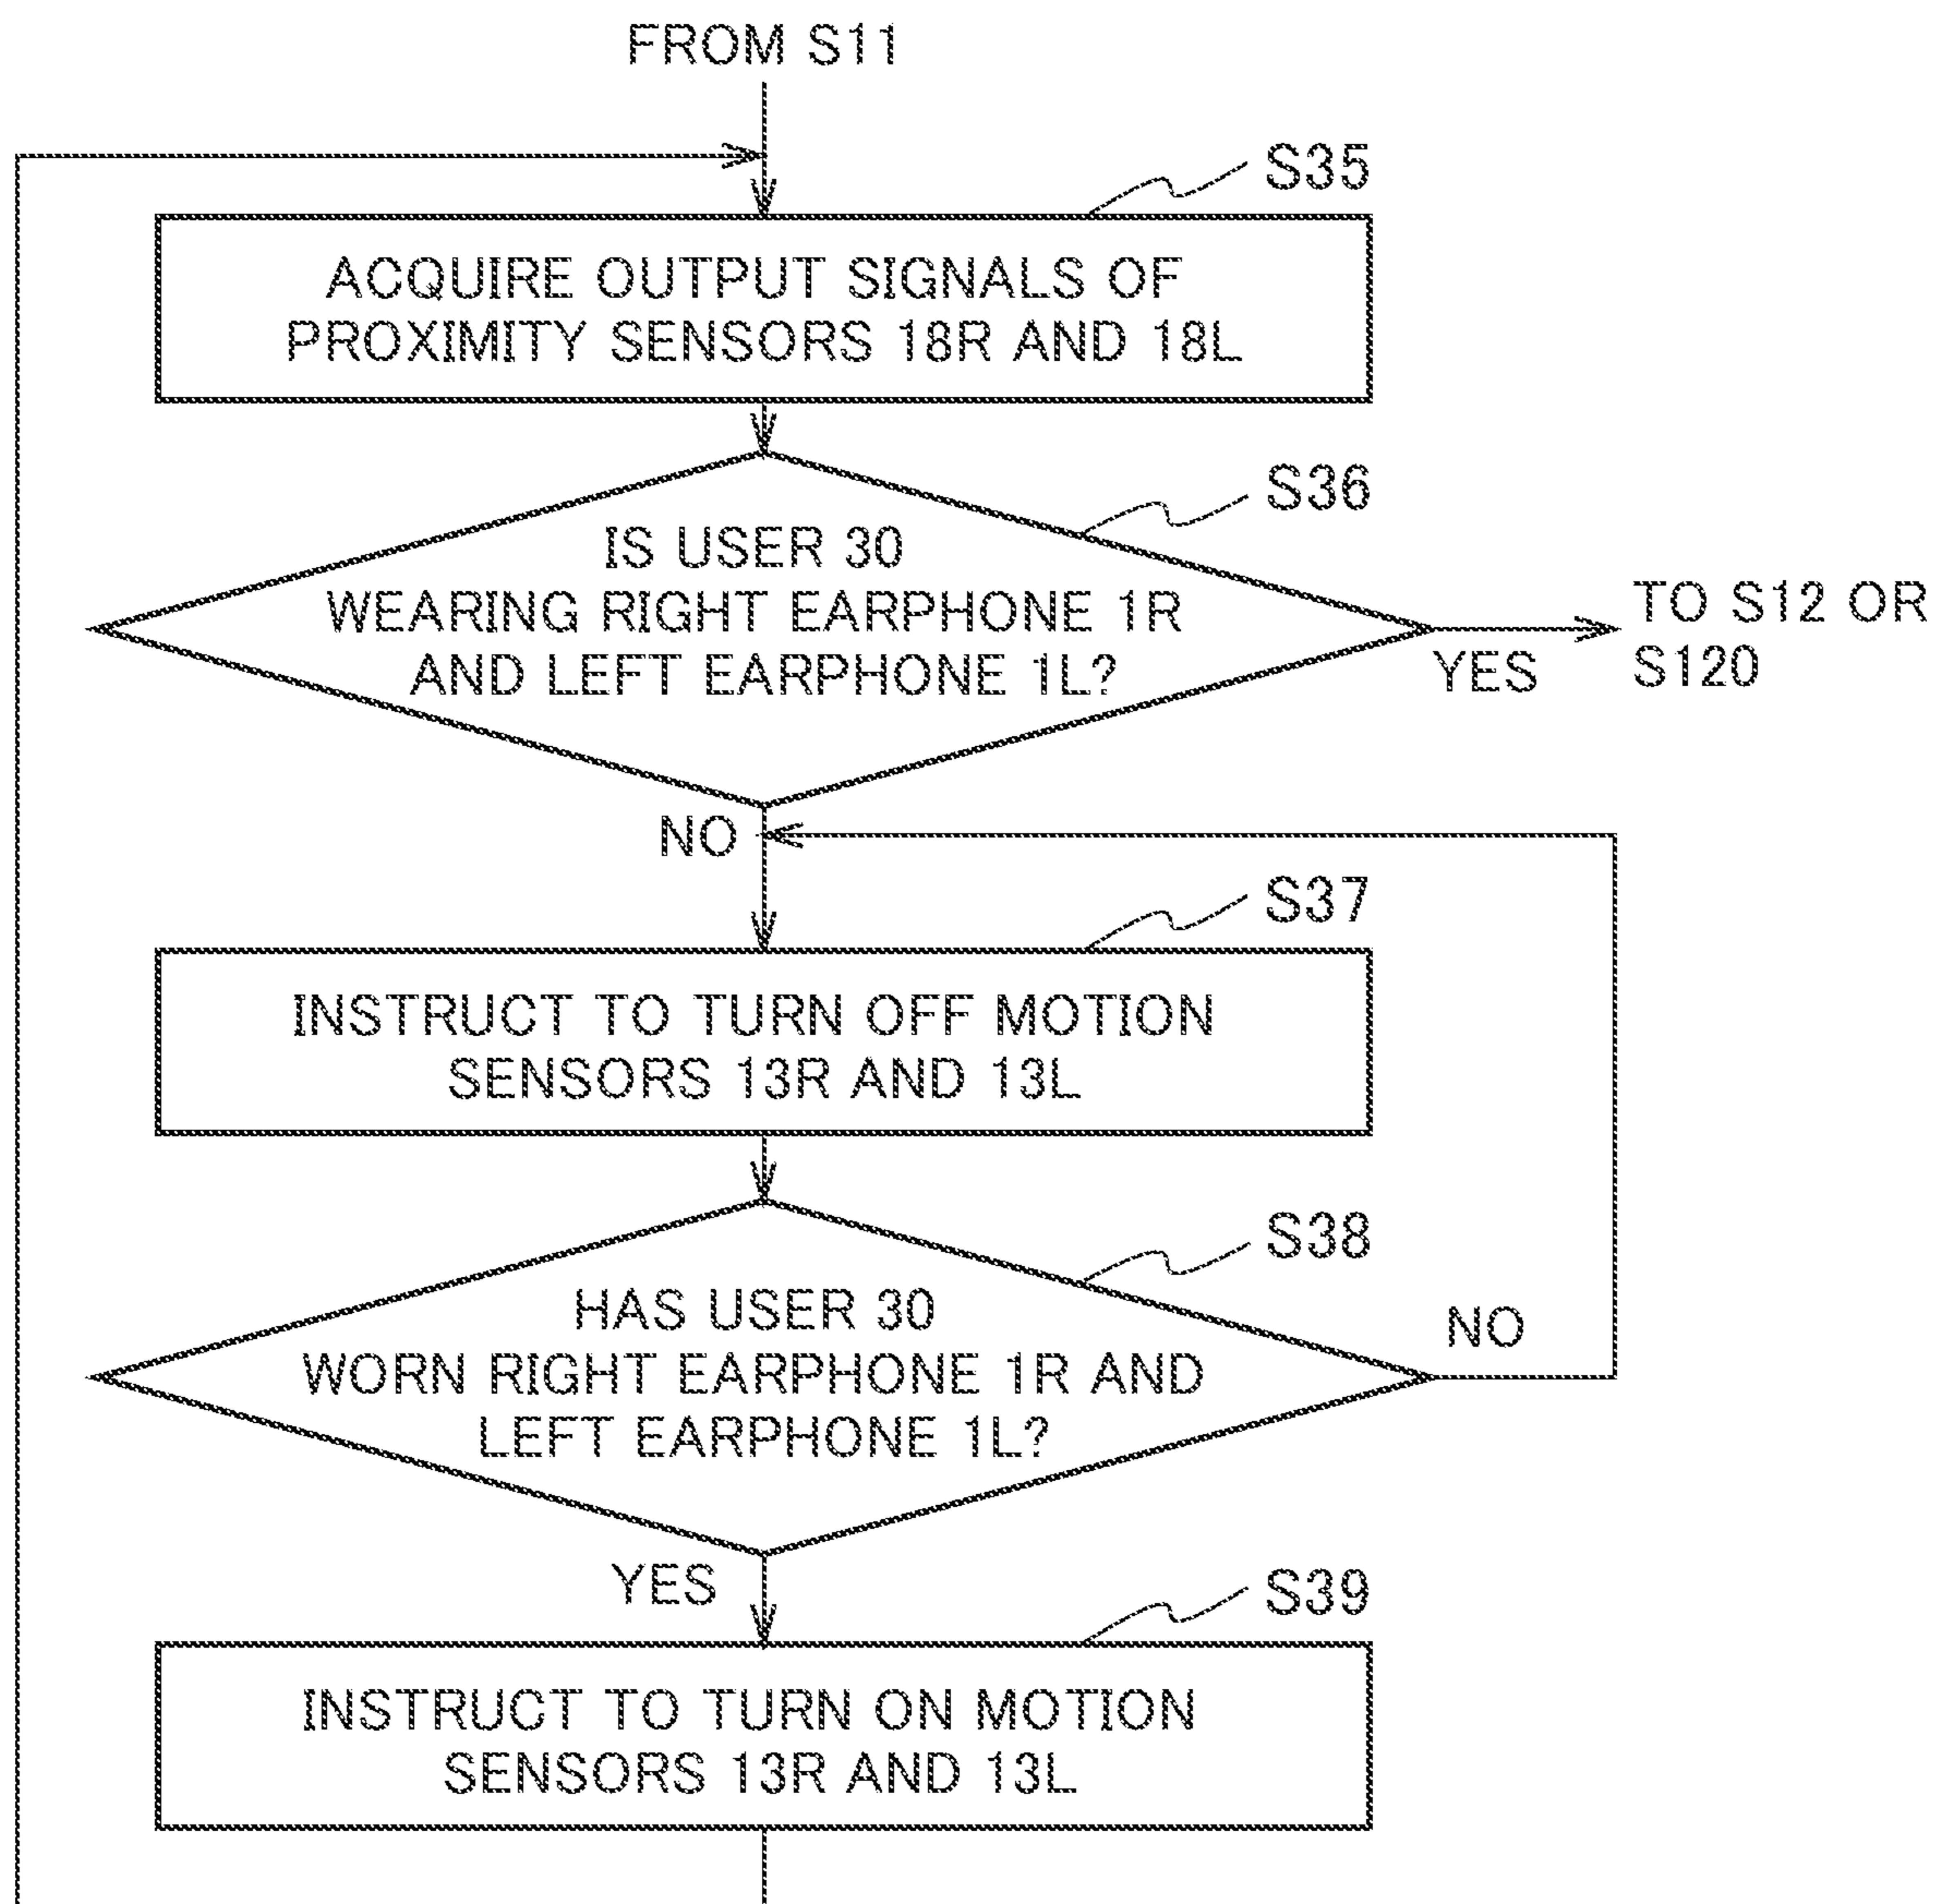 FROM S11
S35
ACQUIRE OUTPUT SIGNALS OF
PROXIMITY SENSORS 18R AND 18L
S36
IS USER 30
WEARING RIGHT EARPHONE 1R
AND LEFT EARPHONE 1L?
YES
TO S12 OR
S120
NO
S37
INSTRUCT TO TURN OFF MOTION
SENSORS 13R AND 13L
S38
HAS USER 30
WORN RIGHT EARPHONE 1R AND
LEFT EARPHONE 1L?
NO
YES
S39
INSTRUCT TO TURN ON MOTION
SENSORS 13R AND 13L